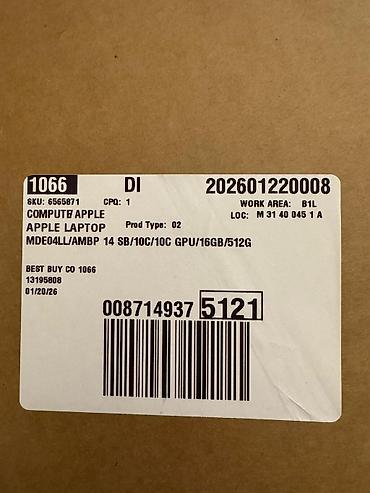 1066 DI 202601220008
SKU: 6565871 CPQ: 1 WORK AREA: B1L
COMPUTE/APPLE LOC: M 31 40 045 1 A
APPLE LAPTOP Prod Type: 02
MDE04LL/AMBP 14 SB/10C/10C GPU/16GB/512G
BEST BUY CO 1066
13195808
01/20/26
008714937 5121